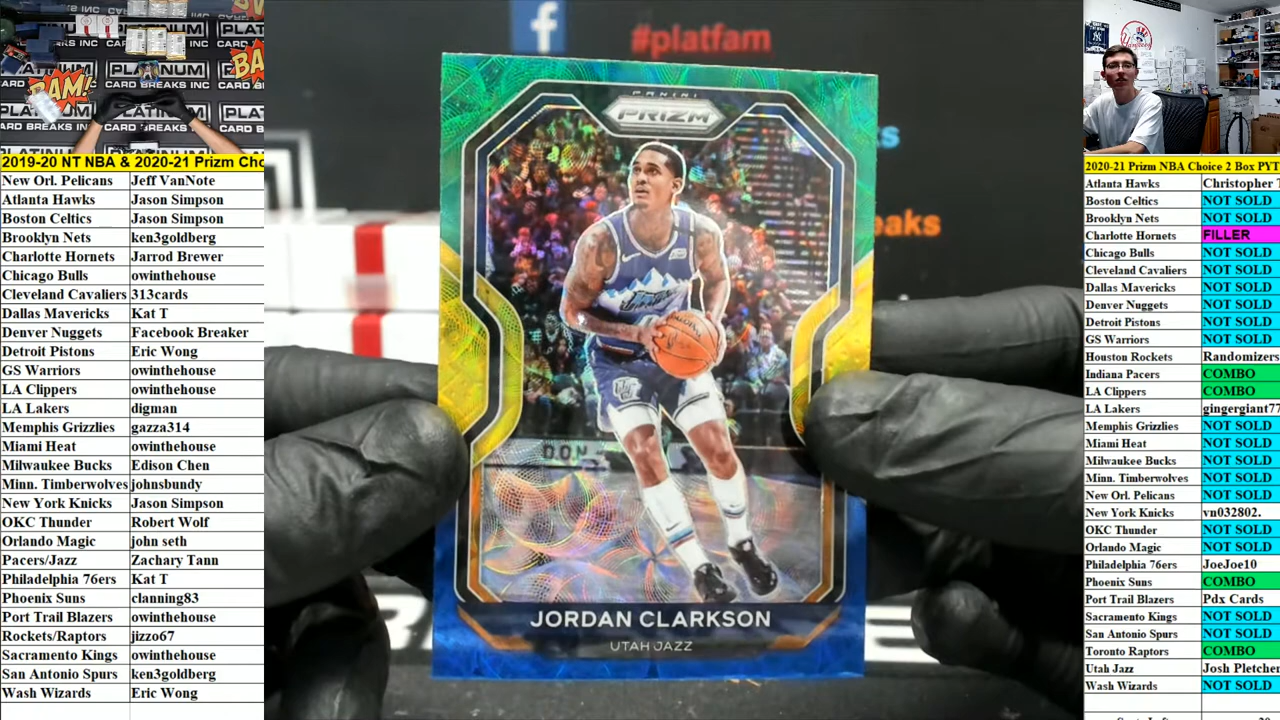 2019-20 NT NBA & 2020-21 Prizm Cho
New Orl. Pelicans Jeff VanNote
Atlanta Hawks Jason Simpson
Boston Celtics Jason Simpson
Brooklyn Nets ken3goldberg
Charlotte Hornets Jarrod Brewer
Chicago Bulls owinthehouse
Cleveland Cavaliers 313cards
Dallas Mavericks Kat T
Denver Nuggets Facebook Breaker
Detroit Pistons Eric Wong
GS Warriors owinthehouse
LA Clippers owinthehouse
LA Lakers digman
Memphis Grizzlies gazza314
Miami Heat owinthehouse
Milwaukee Bucks Edison Chen
Minn. Timberwolves johnsbundy
New York Knicks Jason Simpson
OKC Thunder Robert Wolf
Orlando Magic john seth
Pacers/Jazz Zachary Tann
Philadelphia 76ers Kat T
Phoenix Suns clanning83
Port Trail Blazers owinthehouse
Rockets/Raptors jizzo67
Sacramento Kings owinthehouse
San Antonio Spurs ken3goldberg
Wash Wizards Eric Wong
PLATINUM
CARD BREAKS INC
BAM!
f
#platfam
eaks
PANINI
PRIZM
JORDAN CLARKSON
UTAH JAZZ
2020-21 Prizm NBA Choice 2 Box PYT
Atlanta Hawks Christopher T
Boston Celtics NOT SOLD
Brooklyn Nets NOT SOLD
Charlotte Hornets FILLER
Chicago Bulls NOT SOLD
Cleveland Cavaliers NOT SOLD
Dallas Mavericks NOT SOLD
Denver Nuggets NOT SOLD
Detroit Pistons NOT SOLD
GS Warriors NOT SOLD
Houston Rockets Randomizers
Indiana Pacers COMBO
LA Clippers COMBO
LA Lakers gingergiant77
Memphis Grizzlies NOT SOLD
Miami Heat NOT SOLD
Milwaukee Bucks NOT SOLD
Minn. Timberwolves NOT SOLD
New Orl. Pelicans NOT SOLD
New York Knicks vn032802.
OKC Thunder NOT SOLD
Orlando Magic NOT SOLD
Philadelphia 76ers JoeJoe10
Phoenix Suns COMBO
Port Trail Blazers Pdx Cards
Sacramento Kings NOT SOLD
San Antonio Spurs NOT SOLD
Toronto Raptors COMBO
Utah Jazz Josh Pletcher
Wash Wizards NOT SOLD